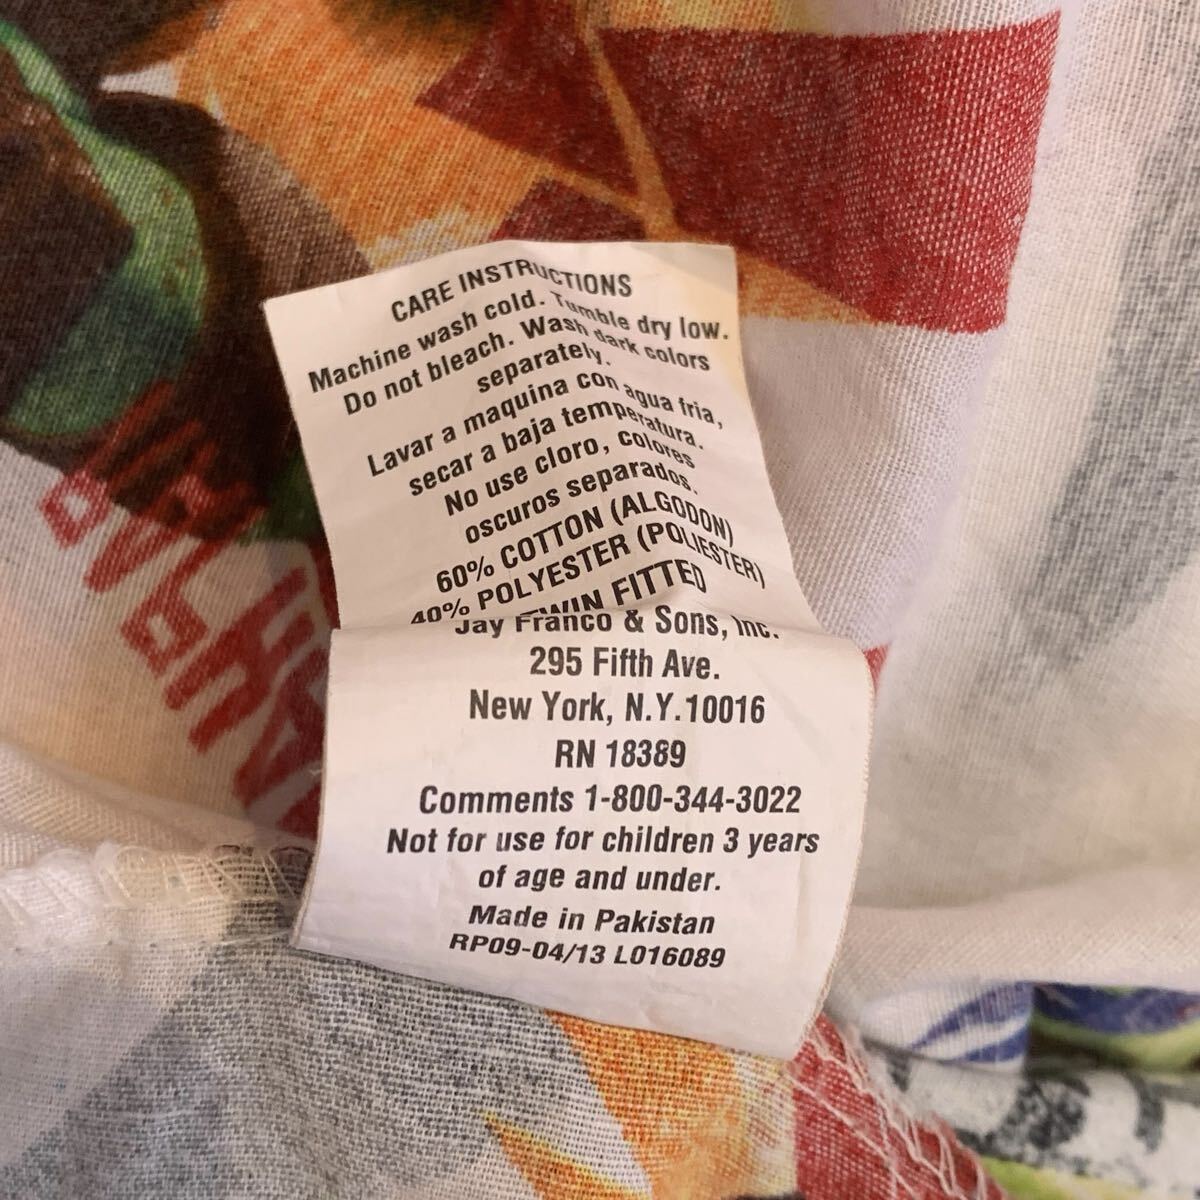 CARE INSTRUCTIONS
Machine wash cold. Tumble dry low.
Do not bleach. Wash dark colors
separately.
Lavar a maquina con agua fria,
secar a baja temperatura.
No use cloro, colores
oscuros separados.
60% COTTON (ALGODON)
40% POLYESTER (POLIESTER)
TWIN FITTED
Jay Franco & Sons, Inc.
295 Fifth Ave.
New York, N.Y.10016
RN 18389
Comments 1-800-344-3022
Not for use for children 3 years
of age and under.
Made in Pakistan
RP09-04/13 L016089